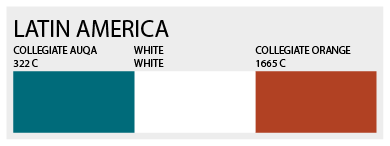 LATIN AMERICA
COLLEGIATE AUQA WHITE COLLEGIATE ORANGE
322 C WHITE 1665 C